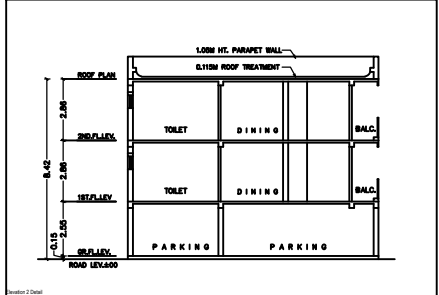 1.05M HT. PARAPET WALL
0.115M ROOF TREATMENT
ROOF PLAN
2.86
TOILET
DINING
BALC.
2ND.FL.LEV.
8.42
2.86
TOILET
DINING
BALC.
1ST.FL.LEV
2.55
0.15
PARKING
PARKING
GR.FL.LEV.
ROAD LEV.±00
Elevation 2 Detail